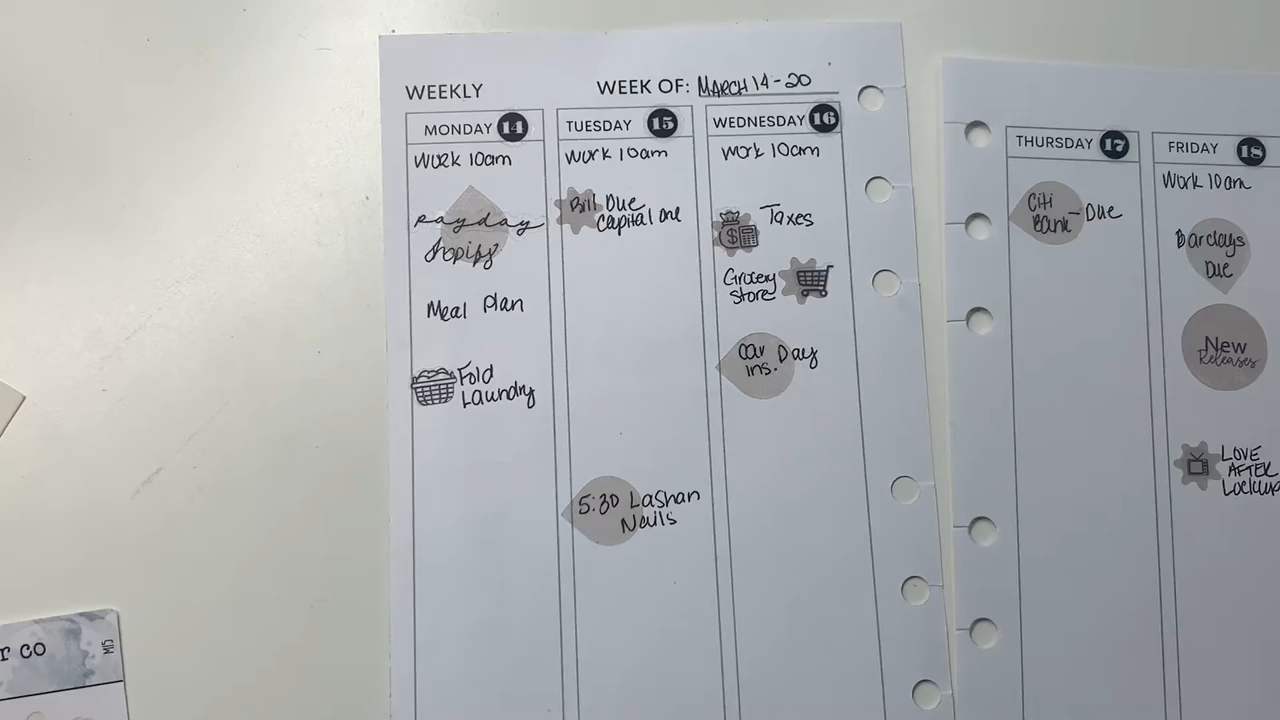 WEEKLY
WEEK OF: MARCH 14-20
MONDAY 14
Work 10am
payday
Shopify
Meal Plan
Fold
Laundry
TUESDAY 15
Work 10am
Bill Due
Capital One
5:30 Lashan
Nails
WEDNESDAY 16
Work 10am
Taxes
Grocery
Store
Car Day
ins.
THURSDAY 17
Citi
Bank - Due
FRIDAY 18
Work 10am
Barclays
Due
New
Releases
LOVE
AFTER
Lockup
r co